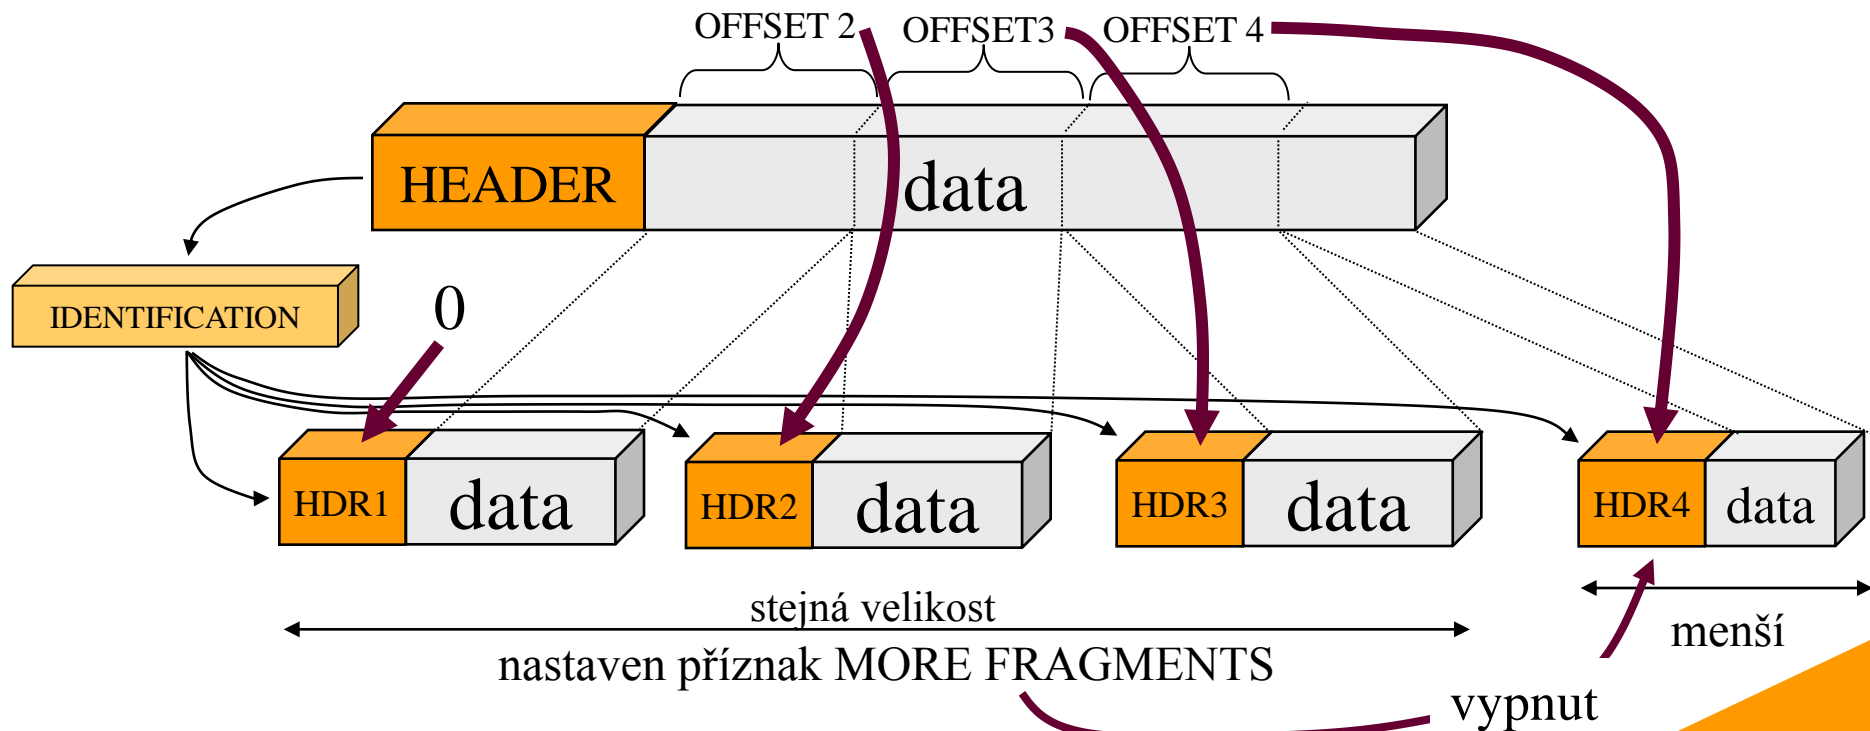 OFFSET 2 OFFSET3 OFFSET 4
HEADER data
IDENTIFICATION
0
HDR1 data HDR2 data HDR3 data HDR4 data
stejná velikost
menší
nastaven příznak MORE FRAGMENTS
vypnut